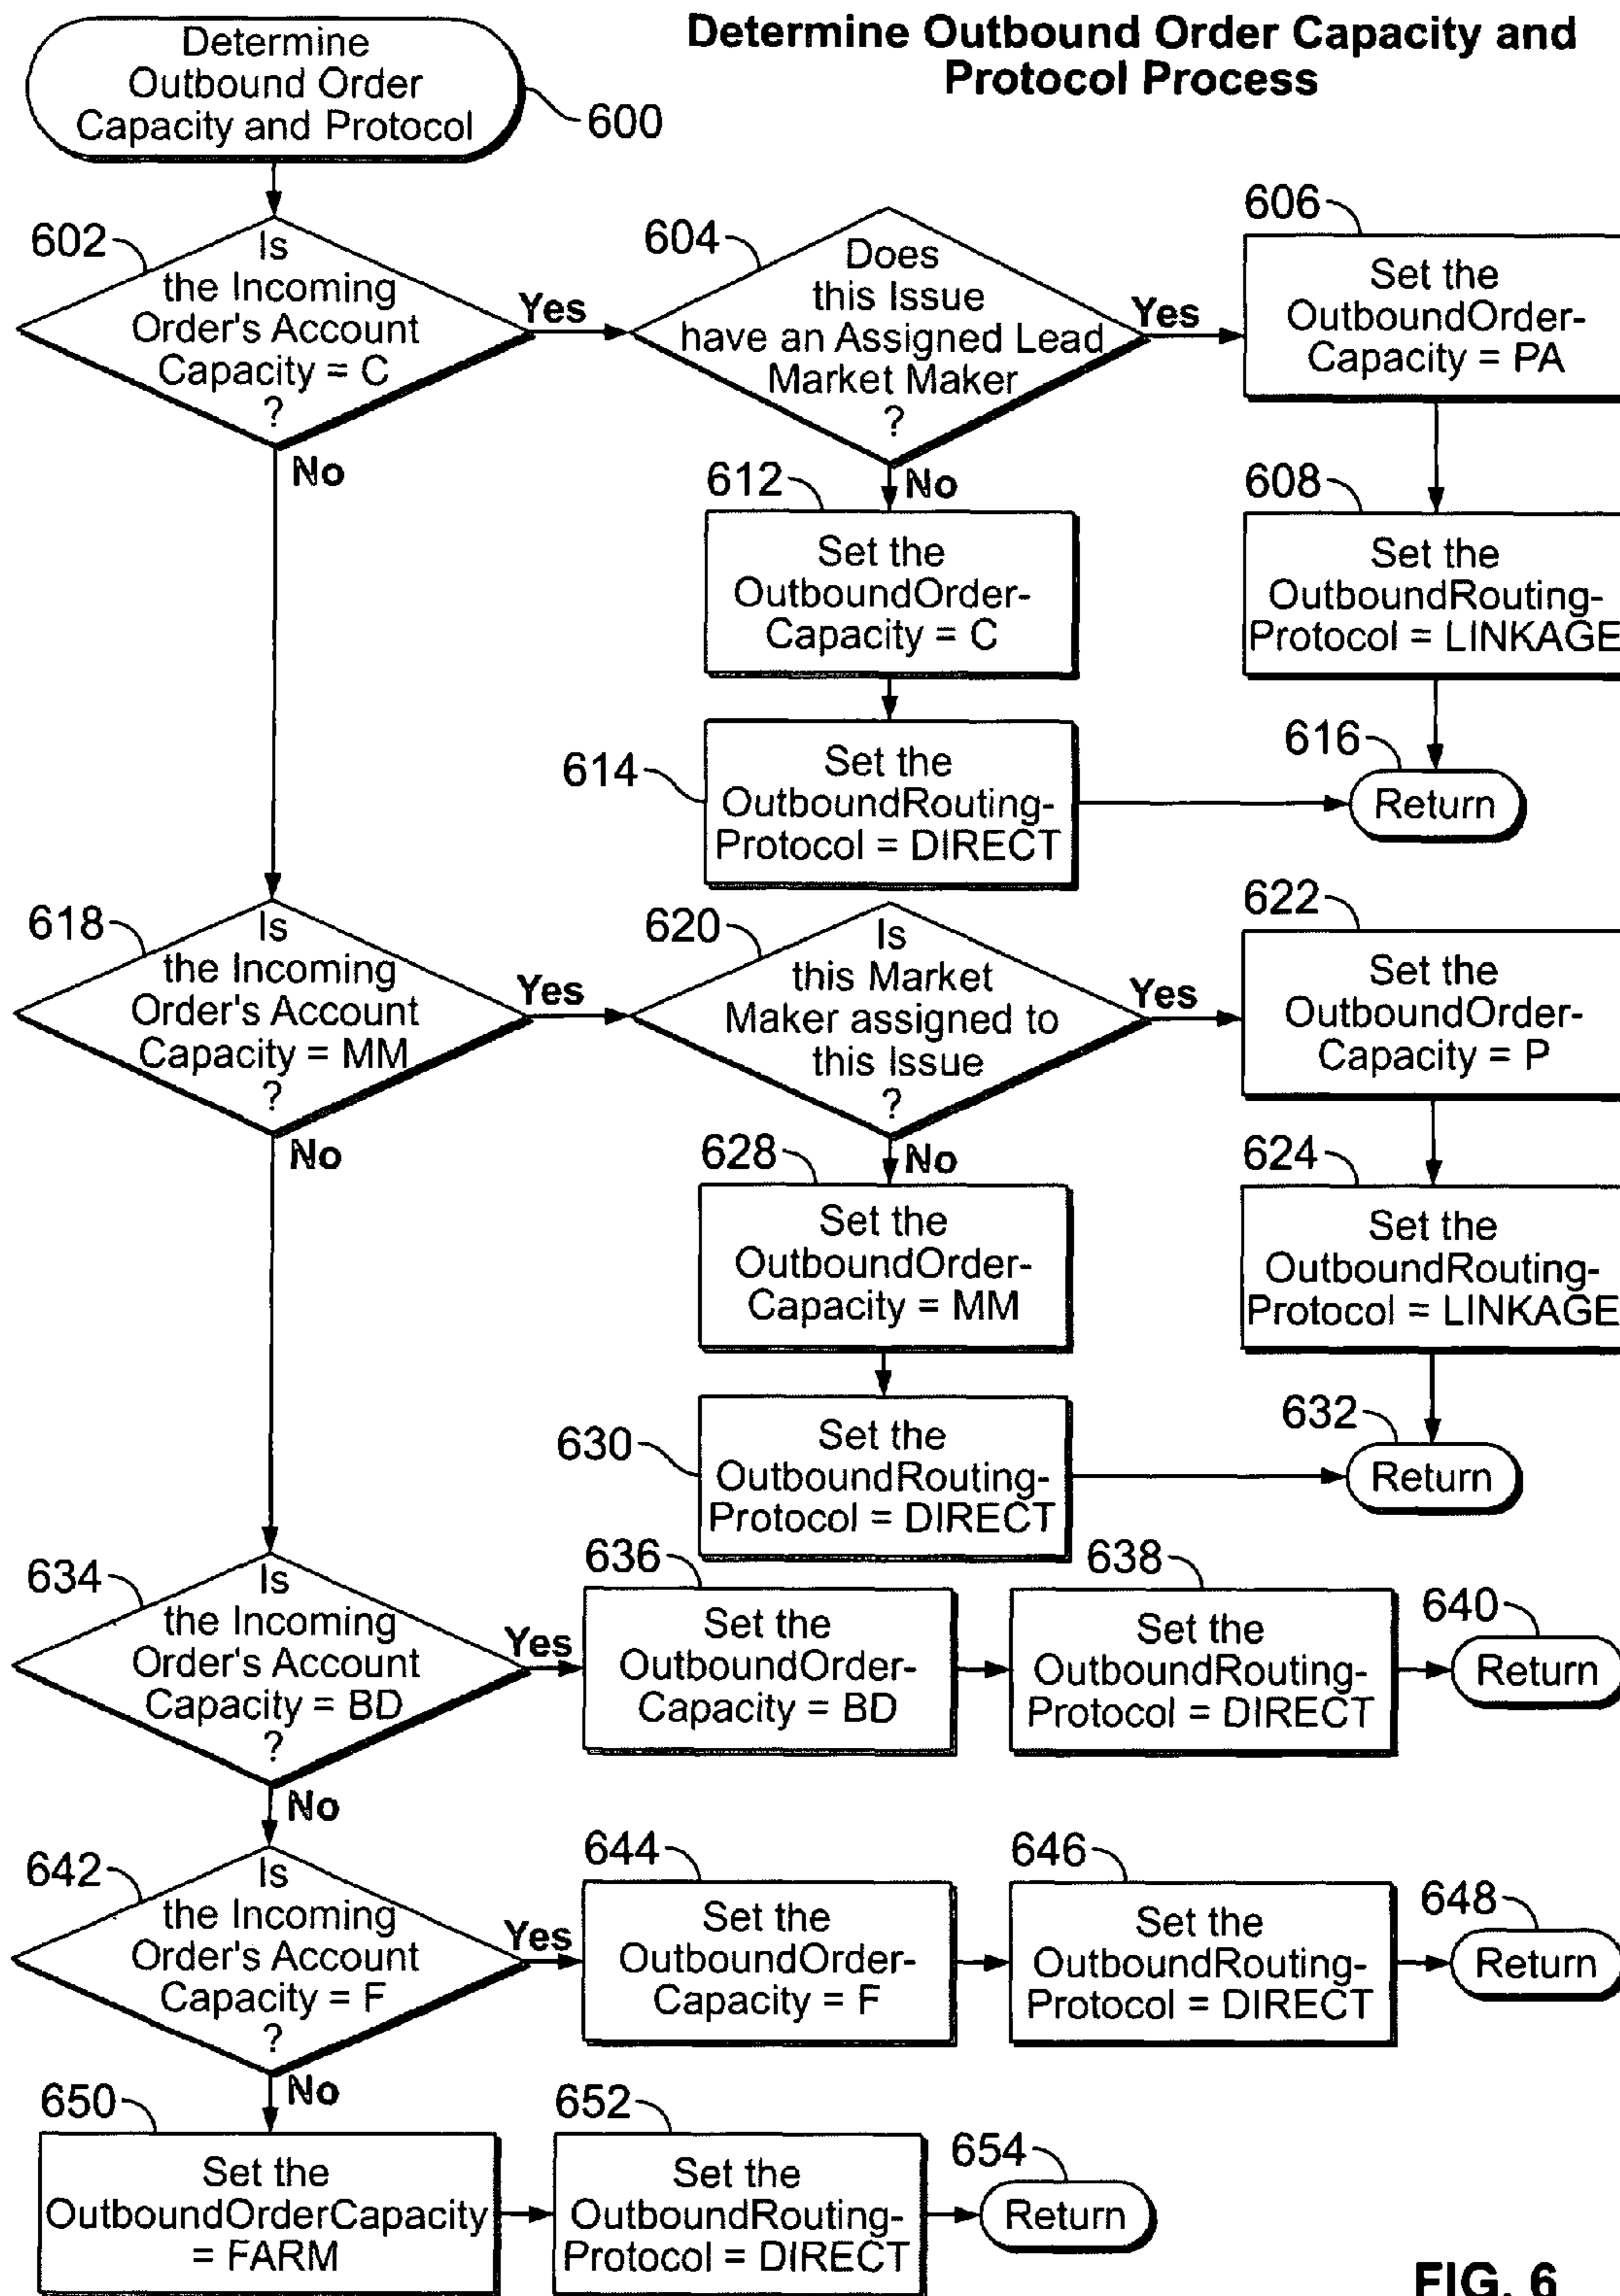 Determine Outbound Order Capacity and
Protocol Process
Determine
Outbound Order
Capacity and Protocol
600
602
Is
the Incoming
Order's Account
Capacity = C
?
Yes
No
604
Does
this Issue
have an Assigned Lead
Market Maker
?
Yes
No
606
Set the
OutboundOrder-
Capacity = PA
608
Set the
OutboundRouting-
Protocol = LINKAGE
612
Set the
OutboundOrder-
Capacity = C
614
Set the
OutboundRouting-
Protocol = DIRECT
616
Return
618
Is
the Incoming
Order's Account
Capacity = MM
?
Yes
No
620
Is
this Market
Maker assigned to
this Issue
?
Yes
No
622
Set the
OutboundOrder-
Capacity = P
624
Set the
OutboundRouting-
Protocol = LINKAGE
628
Set the
OutboundOrder-
Capacity = MM
630
Set the
OutboundRouting-
Protocol = DIRECT
632
Return
634
Is
the Incoming
Order's Account
Capacity = BD
?
Yes
No
636
Set the
OutboundOrder-
Capacity = BD
638
Set the
OutboundRouting-
Protocol = DIRECT
640
Return
642
Is
the Incoming
Order's Account
Capacity = F
?
Yes
No
644
Set the
OutboundOrder-
Capacity = F
646
Set the
OutboundRouting-
Protocol = DIRECT
648
Return
650
Set the
OutboundOrderCapacity
= FARM
652
Set the
OutboundRouting-
Protocol = DIRECT
654
Return
FIG. 6